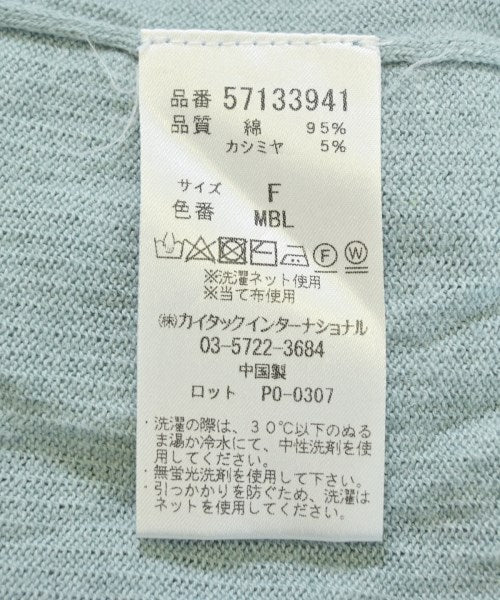 品番 57133941
品質 綿 95%
カシミヤ 5%
サイズ F
色番 MBL
Ⓕ Ⓦ
※洗濯ネット使用
※当て布使用
㈱カイタックインターナショナル
03-5722-3684
中国製
ロット PO-0307
・洗濯の際は、30℃以下のぬる
ま湯か冷水にて、中性洗剤を使
用してください。
・無蛍光洗剤を使用して下さい。
・引っかかりを防ぐため、洗濯は
ネットを使用してください。